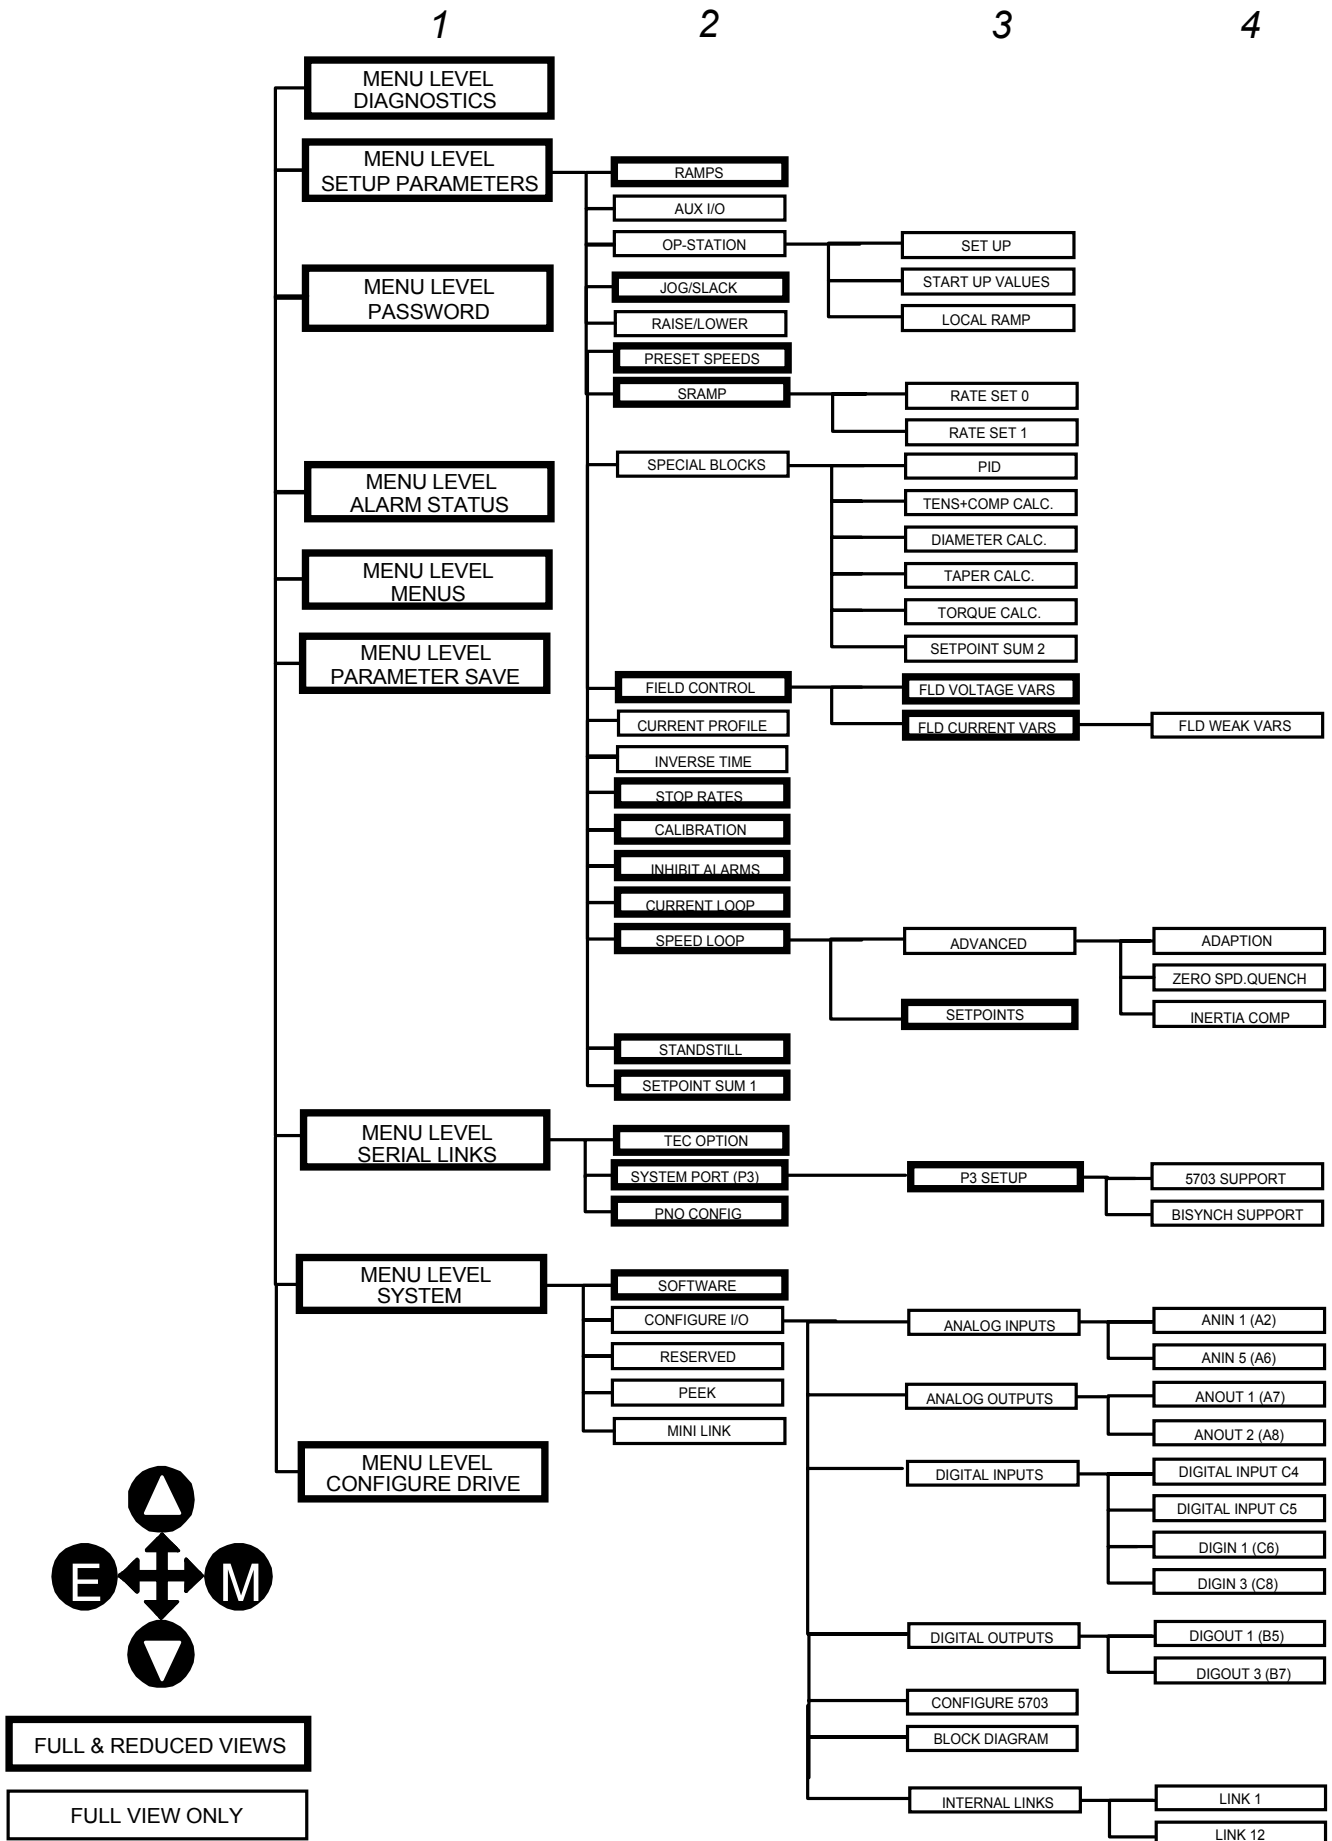 1
2
3
4
MENU LEVEL
DIAGNOSTICS
MENU LEVEL
SETUP PARAMETERS
RAMPS
AUX I/O
OP-STATION
SET UP
START UP VALUES
LOCAL RAMP
MENU LEVEL
PASSWORD
JOG/SLACK
RAISE/LOWER
PRESET SPEEDS
SRAMP
RATE SET 0
RATE SET 1
MENU LEVEL
ALARM STATUS
SPECIAL BLOCKS
PID
TENS+COMP CALC.
DIAMETER CALC.
TAPER CALC.
TORQUE CALC.
SETPOINT SUM 2
MENU LEVEL
MENUS
MENU LEVEL
PARAMETER SAVE
FIELD CONTROL
FLD VOLTAGE VARS
FLD CURRENT VARS
FLD WEAK VARS
CURRENT PROFILE
INVERSE TIME
STOP RATES
CALIBRATION
INHIBIT ALARMS
CURRENT LOOP
SPEED LOOP
ADVANCED
ADAPTION
ZERO SPD.QUENCH
INERTIA COMP
SETPOINTS
STANDSTILL
SETPOINT SUM 1
MENU LEVEL
SERIAL LINKS
TEC OPTION
SYSTEM PORT (P3)
P3 SETUP
5703 SUPPORT
BISYNCH SUPPORT
PNO CONFIG
MENU LEVEL
SYSTEM
SOFTWARE
CONFIGURE I/O
ANALOG INPUTS
ANIN 1 (A2)
ANIN 5 (A6)
RESERVED
PEEK
MINI LINK
ANALOG OUTPUTS
ANOUT 1 (A7)
ANOUT 2 (A8)
MENU LEVEL
CONFIGURE DRIVE
DIGITAL INPUTS
DIGITAL INPUT C4
DIGITAL INPUT C5
DIGIN 1 (C6)
DIGIN 3 (C8)
DIGITAL OUTPUTS
DIGOUT 1 (B5)
DIGOUT 3 (B7)
CONFIGURE 5703
BLOCK DIAGRAM
INTERNAL LINKS
LINK 1
LINK 12
E
M
FULL & REDUCED VIEWS
FULL VIEW ONLY